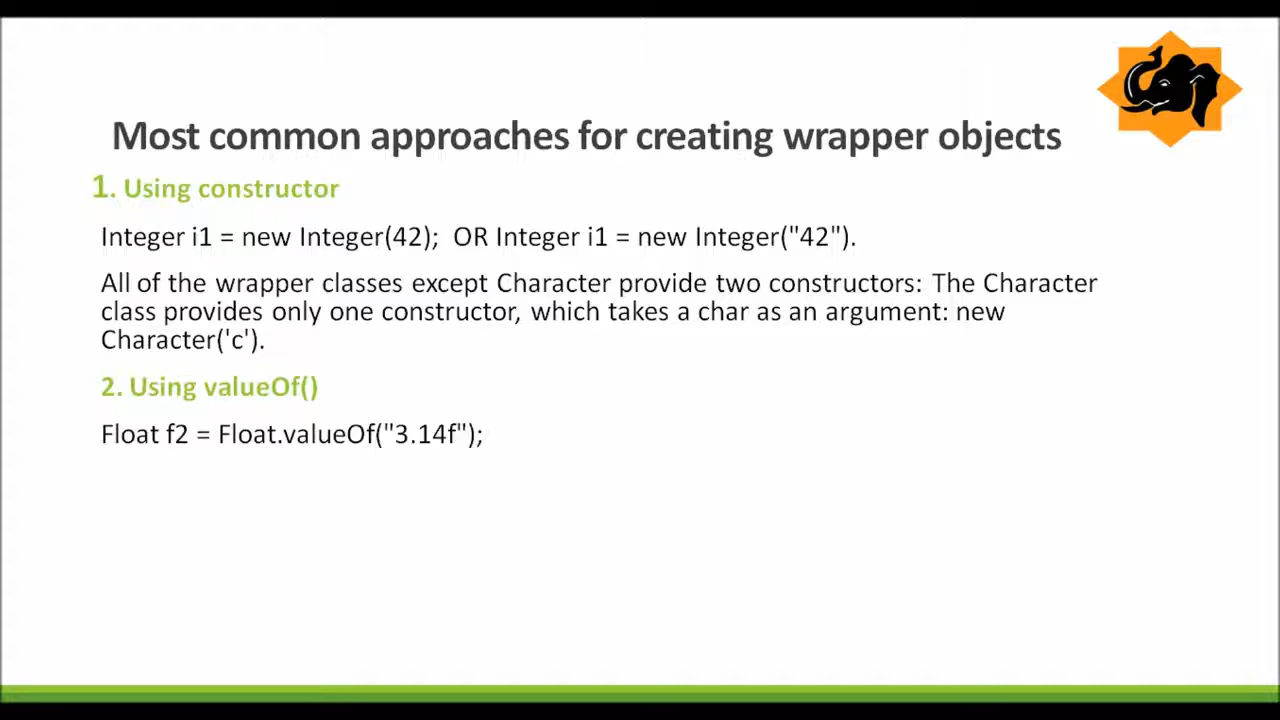 Most common approaches for creating wrapper objects
1. Using constructor
Integer i1 = new Integer(42);  OR Integer i1 = new Integer("42").
All of the wrapper classes except Character provide two constructors: The Character
class provides only one constructor, which takes a char as an argument: new
Character('c').
2. Using valueOf()
Float f2 = Float.valueOf("3.14f");